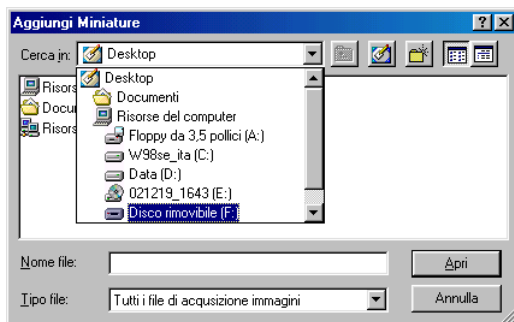 Aggiungi Miniature
Cerca in: Desktop
Desktop
Documenti
Risorse del computer
Floppy da 3,5 pollici (A:)
W98se_ita (C:)
Data (D:)
021219_1643 (E:)
Disco rimovibile (F:)
Risors
Docu
Risors
Nome file:
Apri
Tipo file: Tutti i file di acqusizione immagini
Annulla